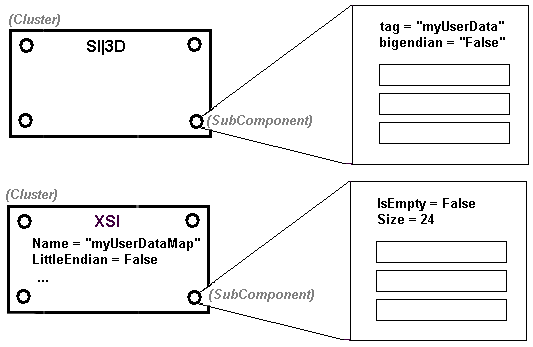 (Cluster)
SI|3D
(SubComponent)
tag = "myUserData"
bigendian = "False"
(Cluster)
XSI
Name = "myUserDataMap"
LittleEndian = False
...
(SubComponent)
IsEmpty = False
Size = 24